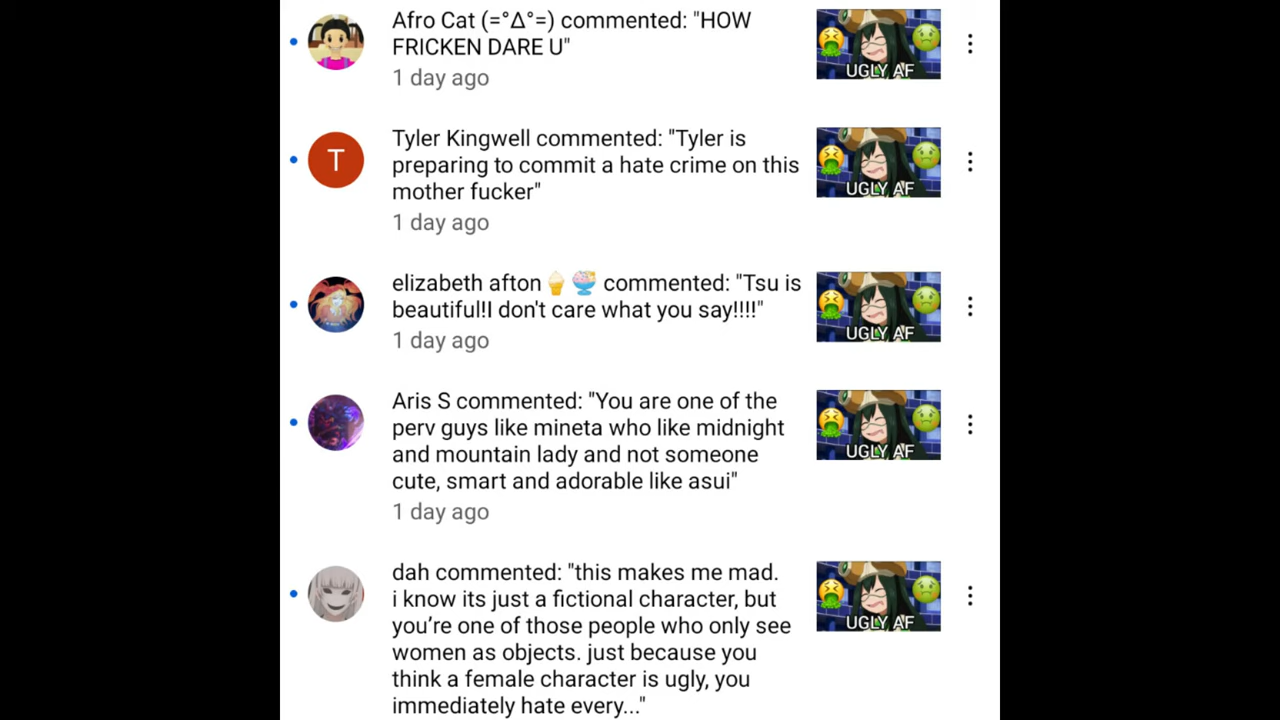 Afro Cat (=°Δ°=) commented: "HOW
FRICKEN DARE U"
1 day ago
UGLY AF
T
Tyler Kingwell commented: "Tyler is
preparing to commit a hate crime on this
mother fucker"
1 day ago
UGLY AF
elizabeth afton🍦🍨 commented: "Tsu is
beautiful!I don't care what you say!!!!"
1 day ago
UGLY AF
Aris S commented: "You are one of the
perv guys like mineta who like midnight
and mountain lady and not someone
cute, smart and adorable like asui"
1 day ago
UGLY AF
dah commented: "this makes me mad.
i know its just a fictional character, but
you’re one of those people who only see
women as objects. just because you
think a female character is ugly, you
immediately hate every..."
UGLY AF